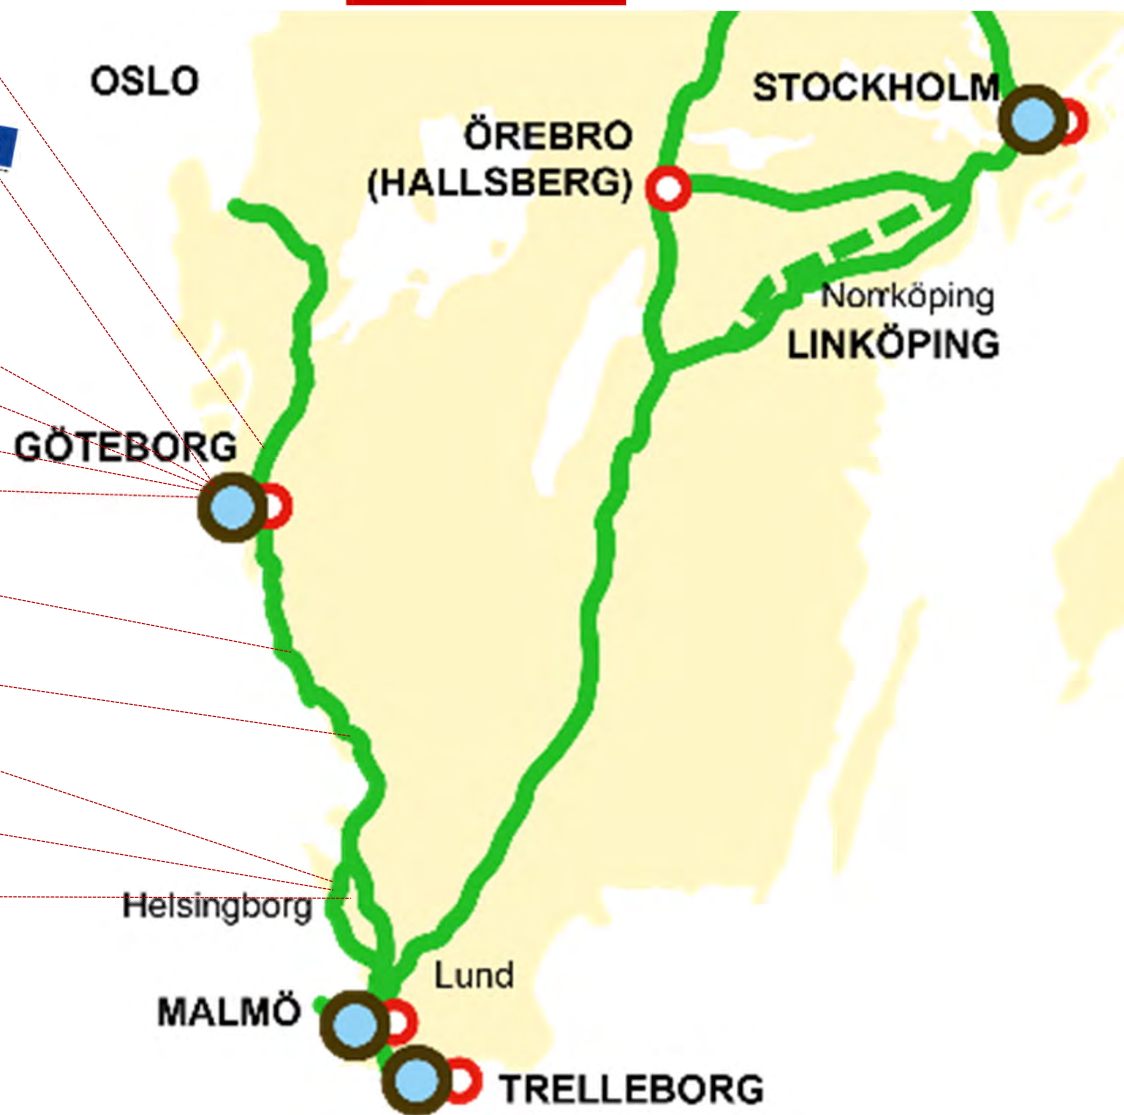 OSLO
STOCKHOLM
ÖREBRO
(HALLSBERG)
Norrköping
LINKÖPING
GÖTEBORG
Helsingborg
Lund
MALMÖ
TRELLEBORG